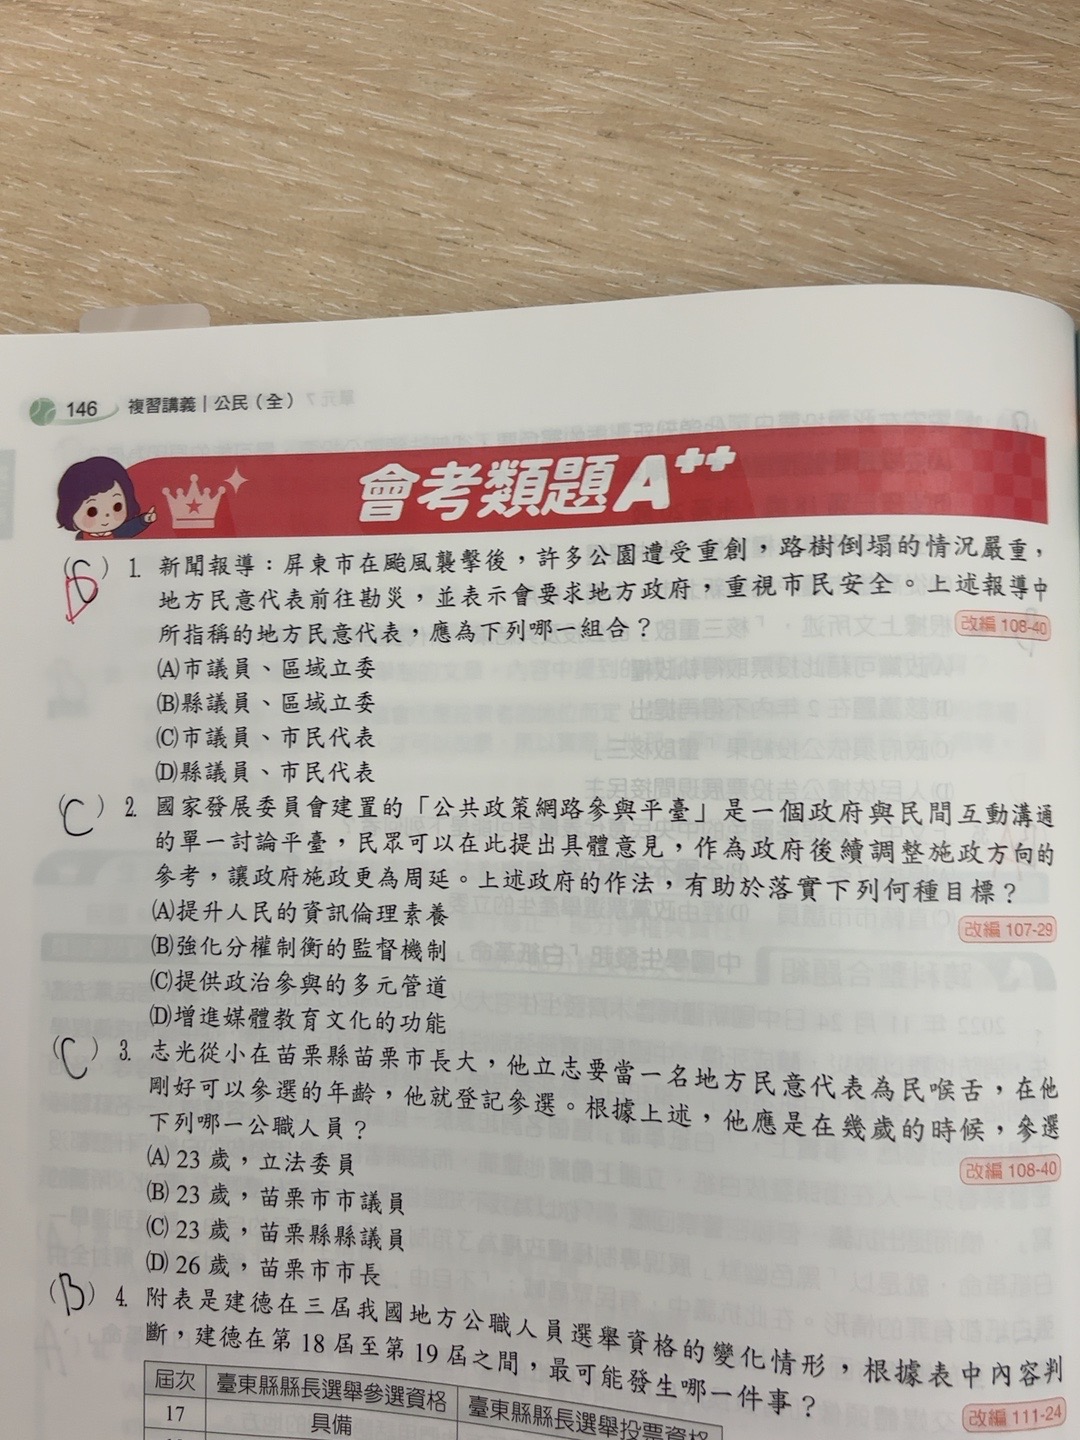 146 複習講義｜公民（全）
會考類題A++
(D) 1. 新聞報導：屏東市在颱風襲擊後，許多公園遭受重創，路樹倒塌的情況嚴重，
地方民意代表前往勘災，並表示會要求地方政府，重視市民安全。上述報導中
所指稱的地方民意代表，應為下列哪一組合？ 改編 108-40
(A)市議員、區域立委
(B)縣議員、區域立委
(C)市議員、市民代表
(D)縣議員、市民代表
(C) 2. 國家發展委員會建置的「公共政策網路參與平臺」是一個政府與民間互動溝通
的單一討論平臺，民眾可以在此提出具體意見，作為政府後續調整施政方向的
參考，讓政府施政更為周延。上述政府的作法，有助於落實下列何種目標？
改編 107-29
(A)提升人民的資訊倫理素養
(B)強化分權制衡的監督機制
(C)提供政治參與的多元管道
(D)增進媒體教育文化的功能
(C) 3. 志光從小在苗栗縣苗栗市長大，他立志要當一名地方民意代表為民喉舌，在他
剛好可以參選的年齡，他就登記參選。根據上述，他應是在幾歲的時候，參選
下列哪一公職人員？ 改編 108-40
(A) 23 歲，立法委員
(B) 23 歲，苗栗市市議員
(C) 23 歲，苗栗縣縣議員
(D) 26 歲，苗栗市市長
(B) 4. 附表是建德在三屆我國地方公職人員選舉資格的變化情形，根據表中內容判
斷，建德在第 18 屆至第 19 屆之間，最可能發生哪一件事？
改編 111-24
屆次 臺東縣縣長選舉參選資格 臺東縣縣長選舉投票資格
17 具備